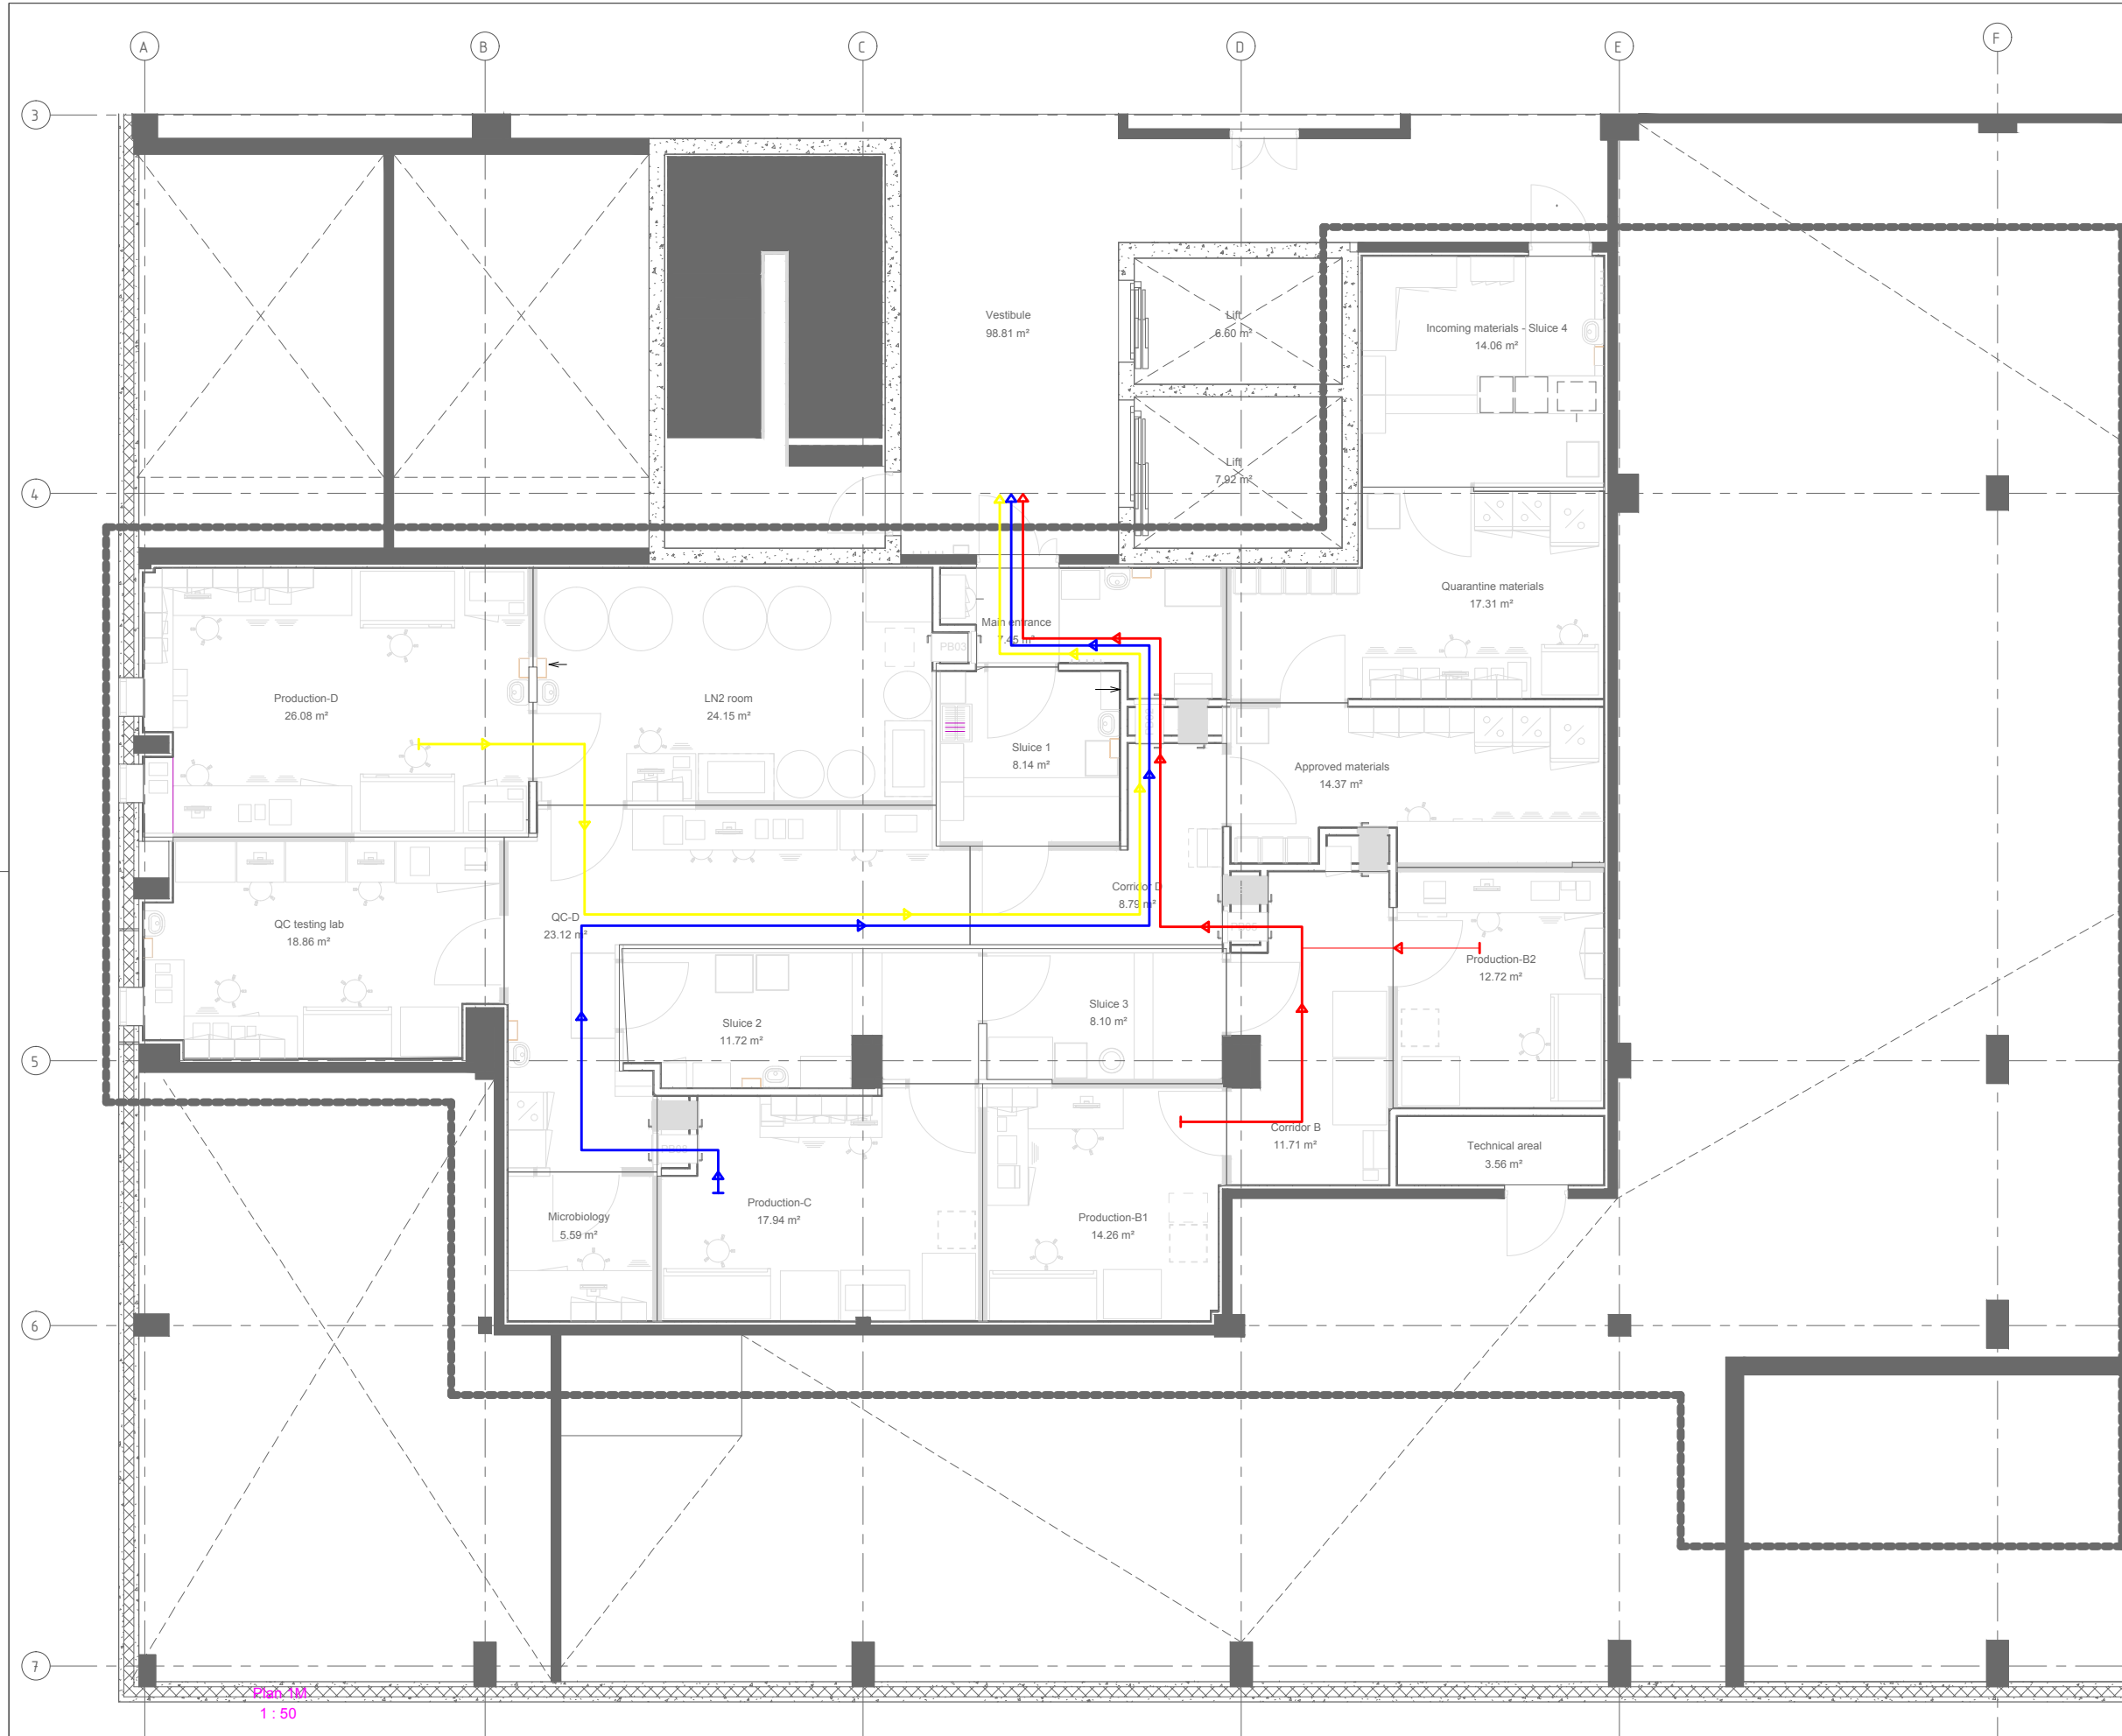 A
B
C
D
E
F
3
Vestibule
98.81 m²
Lift
6.60 m²
Incoming materials - Sluice 4
14.06 m²
4
Lift
7.92 m²
Quarantine materials
17.31 m²
Main entrance
7.45 m²
PB03
Production-D
26.08 m²
LN2 room
24.15 m²
Sluice 1
8.14 m²
Approved materials
14.37 m²
Corridor D
8.79 m²
QC testing lab
18.86 m²
QC-D
23.12 m²
Production-B2
12.72 m²
Sluice 2
11.72 m²
Sluice 3
8.10 m²
5
Corridor B
11.71 m²
Technical areal
3.56 m²
Production-C
17.94 m²
Microbiology
5.59 m²
Production-B1
14.26 m²
6
7
Plan 1M
1 : 50